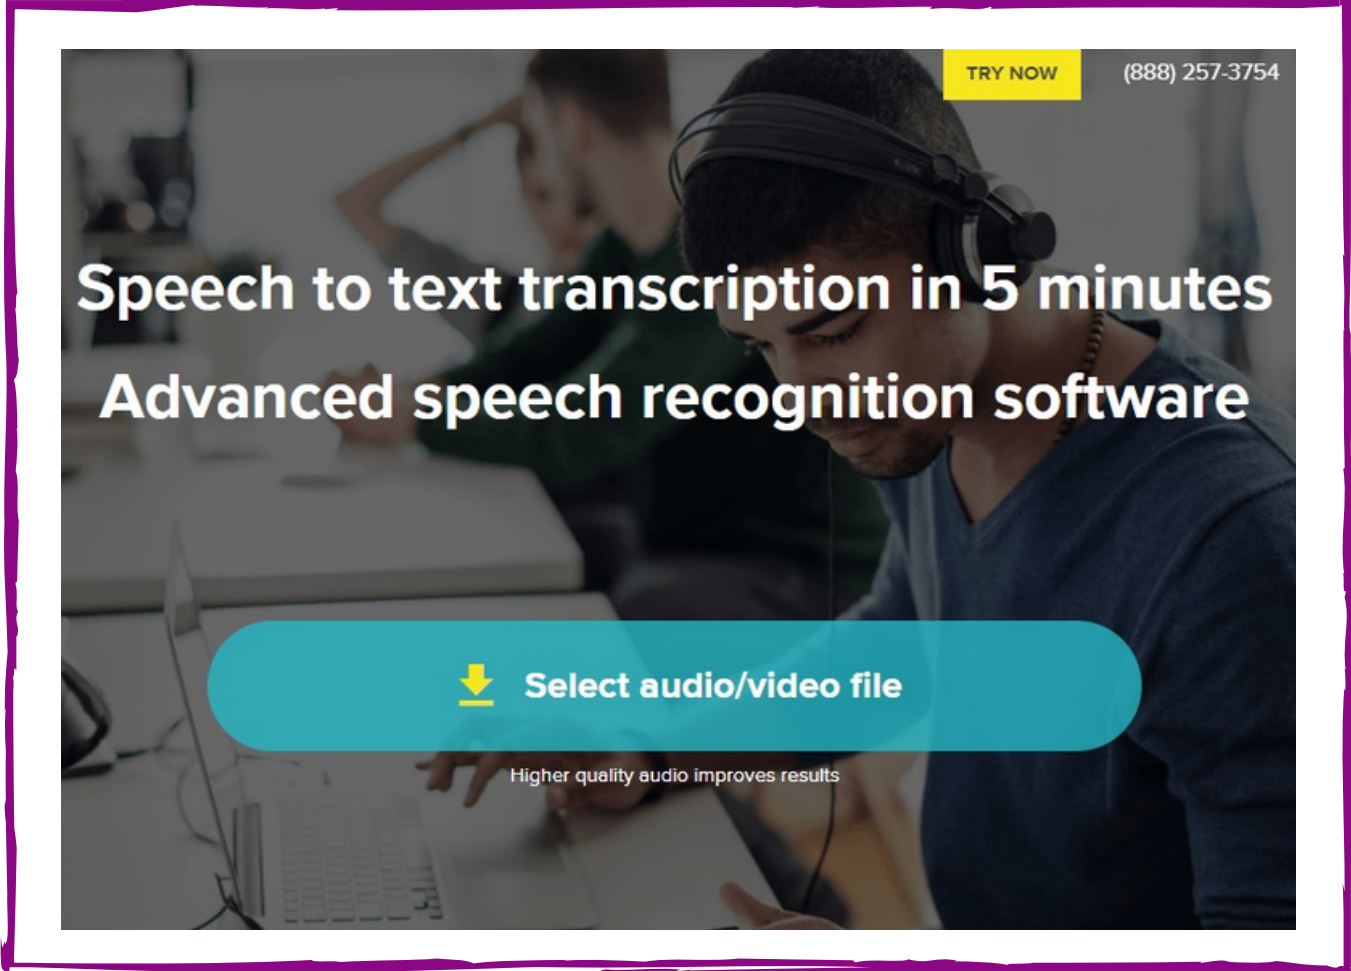 TRY NOW (888) 257-3754
Speech to text transcription in 5 minutes
Advanced speech recognition software
Select audio/video file
Higher quality audio improves results